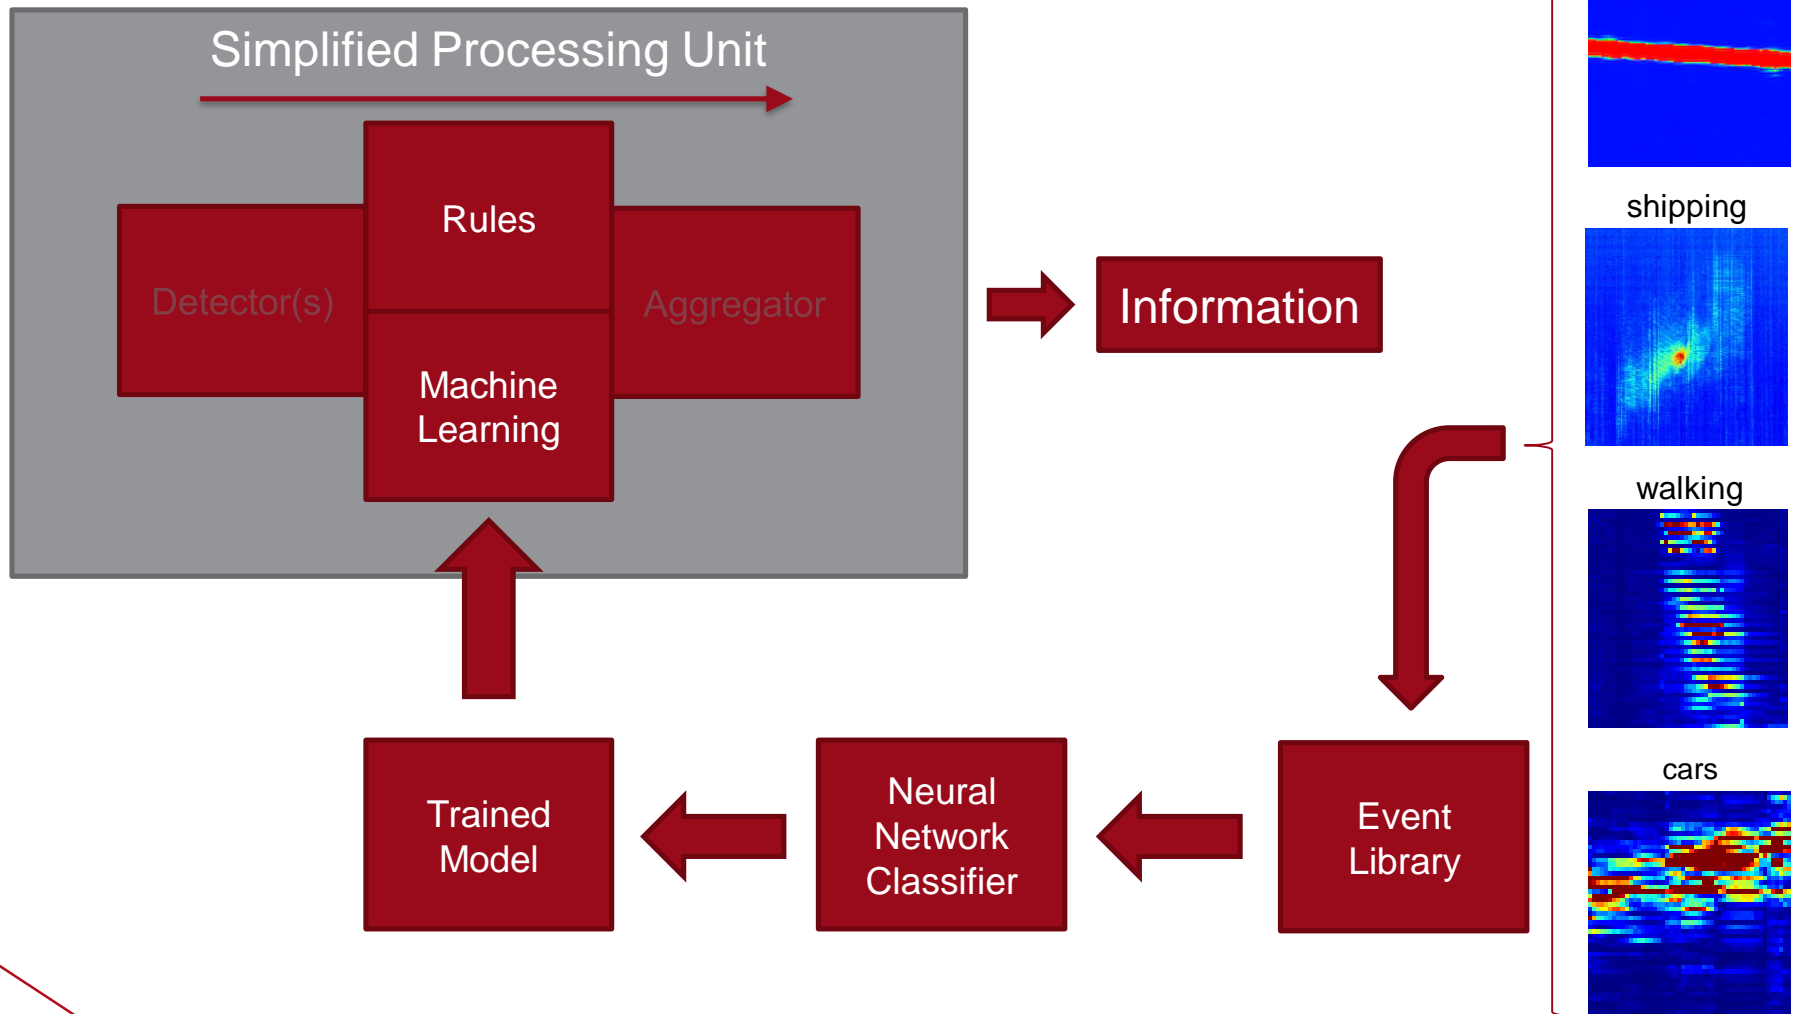 Simplified Processing Unit
Rules
Detector(s)
Aggregator
Machine
Learning
Information
Trained
Model
Neural
Network
Classifier
Event
Library
shipping
walking
cars